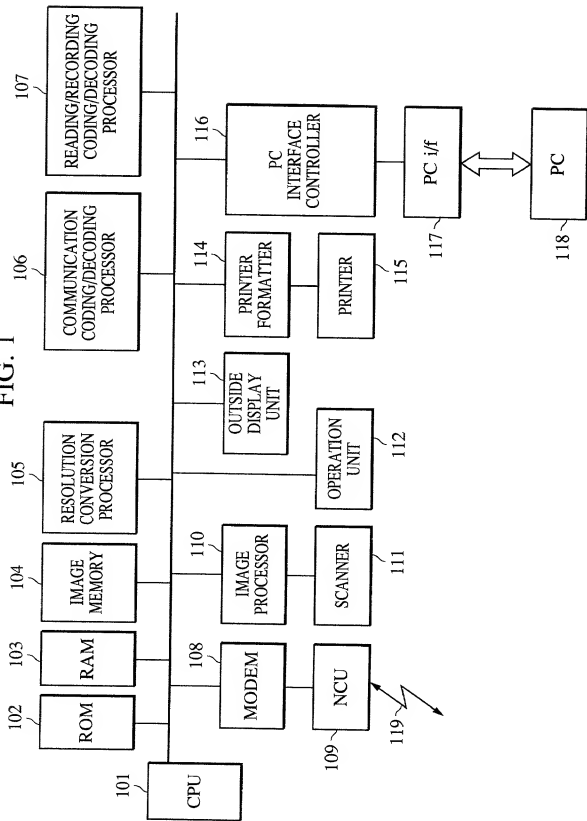 FIG. 1
101
CPU
102
ROM
103
RAM
104
IMAGE
MEMORY
105
RESOLUTION
CONVERSION
PROCESSOR
106
COMMUNICATION
CODING/DECODING
PROCESSOR
107
READING/RECORDING
CODING/DECODING
PROCESSOR
108
MODEM
109
NCU
119
110
IMAGE
PROCESSOR
111
SCANNER
112
OPERATION
UNIT
113
OUTSIDE
DISPLAY
UNIT
114
PRINTER
FORMATTER
115
PRINTER
116
PC
INTERFACE
CONTROLLER
117
PC i/f
118
PC